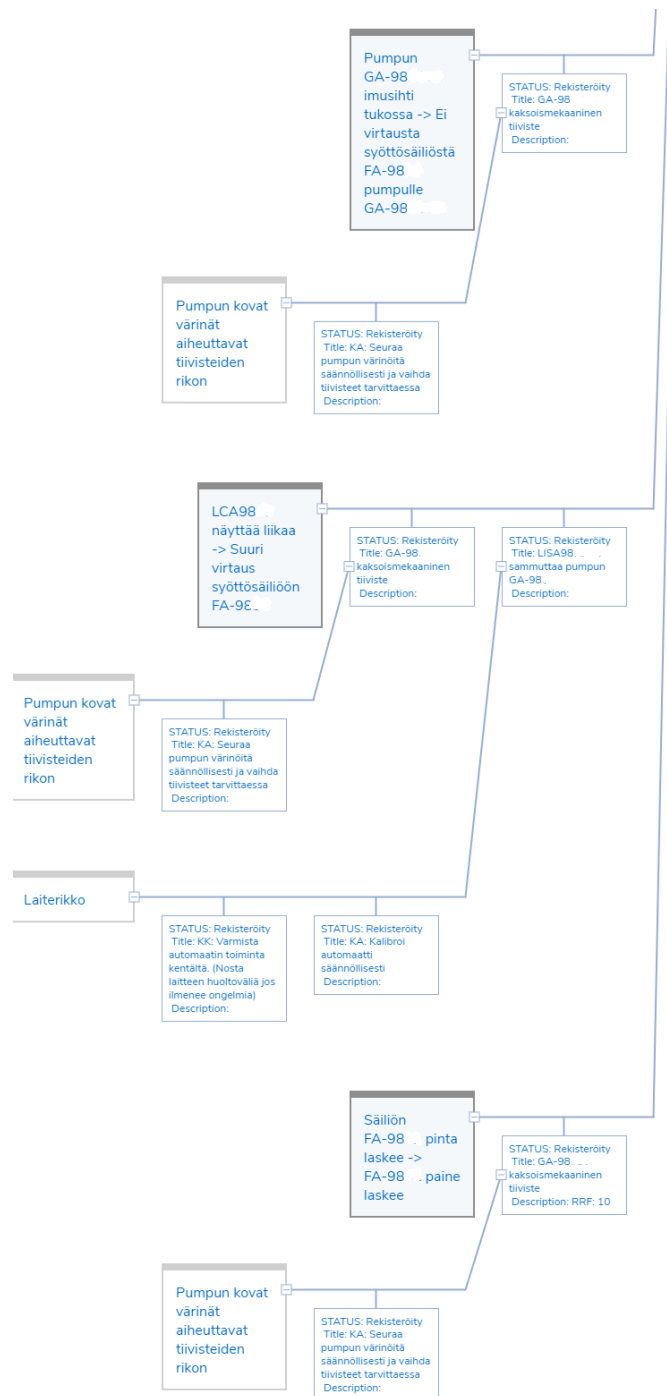 Pumpun
GA-98
imusihti
tukossa -> Ei
virtausta
syöttösäiliöstä
FA-98
pumpulle
GA-98
STATUS: Rekisteröity
Title: GA-98
kaksoismekaaninen
tiiviste
Description:
Pumpun kovat
värinät
aiheuttavat
tiivisteiden
rikon
STATUS: Rekisteröity
Title: KA: Seuraa
pumpun värinöitä
säännöllisesti ja vaihda
tiivisteet tarvittaessa
Description:
LCA98
näyttää liikaa
-> Suuri
virtaus
syöttösäiliöön
FA-98
STATUS: Rekisteröity
Title: GA-98
kaksoismekaaninen
tiiviste
Description:
STATUS: Rekisteröity
Title: LISA98
sammuttaa pumpun
GA-98
Description:
Pumpun kovat
värinät
aiheuttavat
tiivisteiden
rikon
STATUS: Rekisteröity
Title: KA: Seuraa
pumpun värinöitä
säännöllisesti ja vaihda
tiivisteet tarvittaessa
Description:
Laiterikko
STATUS: Rekisteröity
Title: KK: Varmista
automaatin toiminta
kentältä. (Nosta
laitteen huoltoväliä jos
ilmenee ongelmia)
Description:
STATUS: Rekisteröity
Title: KA: Kalibroi
automaatti
säännöllisesti
Description:
Säiliön
FA-98 pinta
laskee ->
FA-98 paine
laskee
STATUS: Rekisteröity
Title: GA-98
kaksoismekaaninen
tiiviste
Description: RRF: 10
Pumpun kovat
värinät
aiheuttavat
tiivisteiden
rikon
STATUS: Rekisteröity
Title: KA: Seuraa
pumpun värinöitä
säännöllisesti ja vaihda
tiivisteet tarvittaessa
Description: